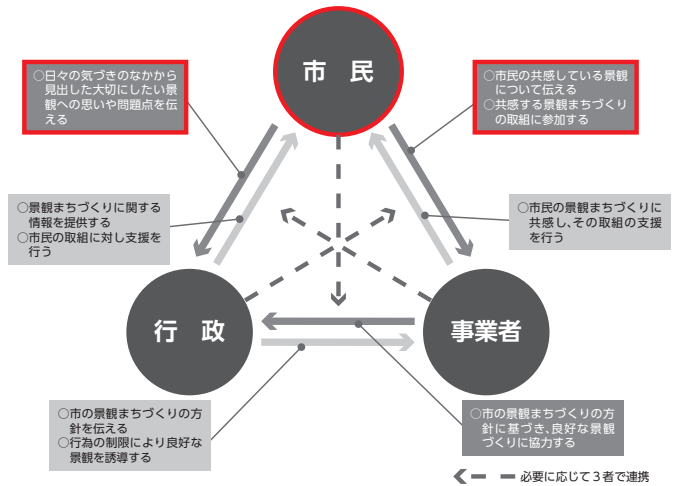 市　民
○日々の気づきのなかから
見出した大切にしたい景
観への思いや問題点を伝
える
○市民の共感している景観
について伝える
○共感する景観まちづくり
の取組に参加する
○景観まちづくりに関する
情報を提供する
○市民の取組に対し支援を
行う
○市民の景観まちづくりに
共感し、その取組の支援
を行う
行　政
事業者
○市の景観まちづくりの方
針を伝える
○行為の制限により良好な
景観を誘導する
○市の景観まちづくりの方
針に基づき、良好な景観
づくりに協力する
必要に応じて３者で連携